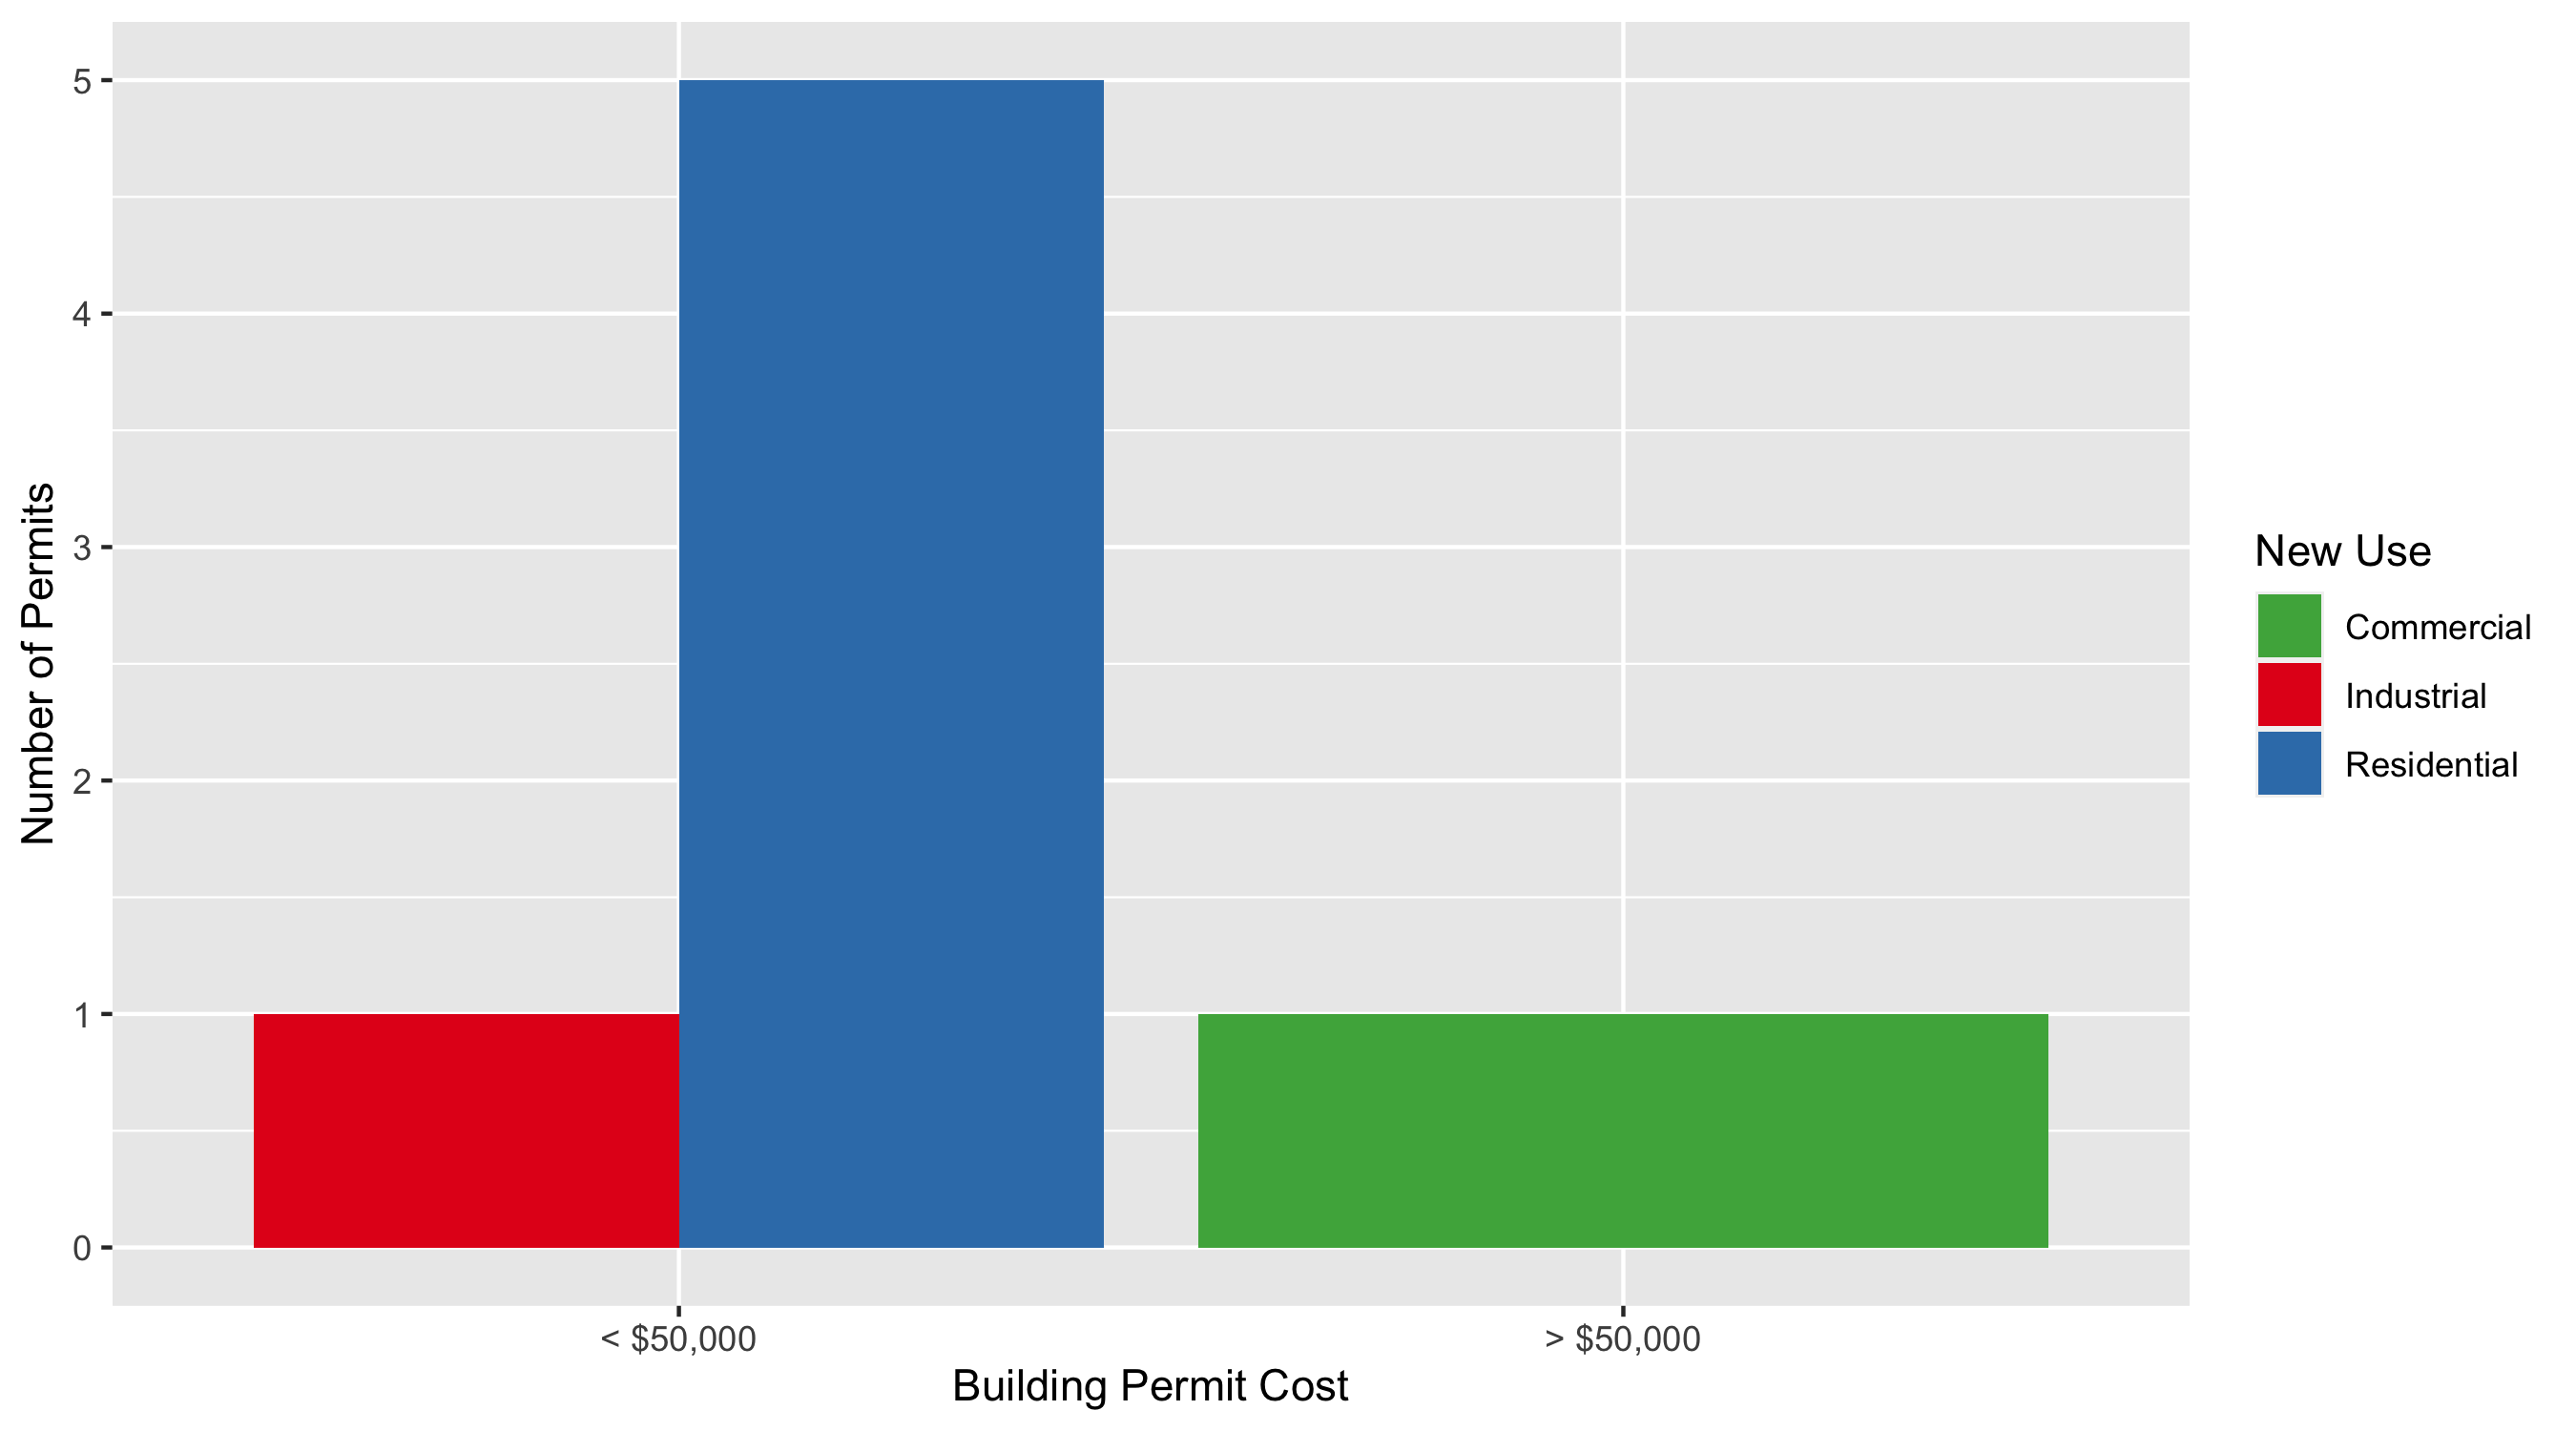 5
4
3
2
1
0
Number of Permits
< $50,000
> $50,000
Building Permit Cost
New Use
Commercial
Industrial
Residential